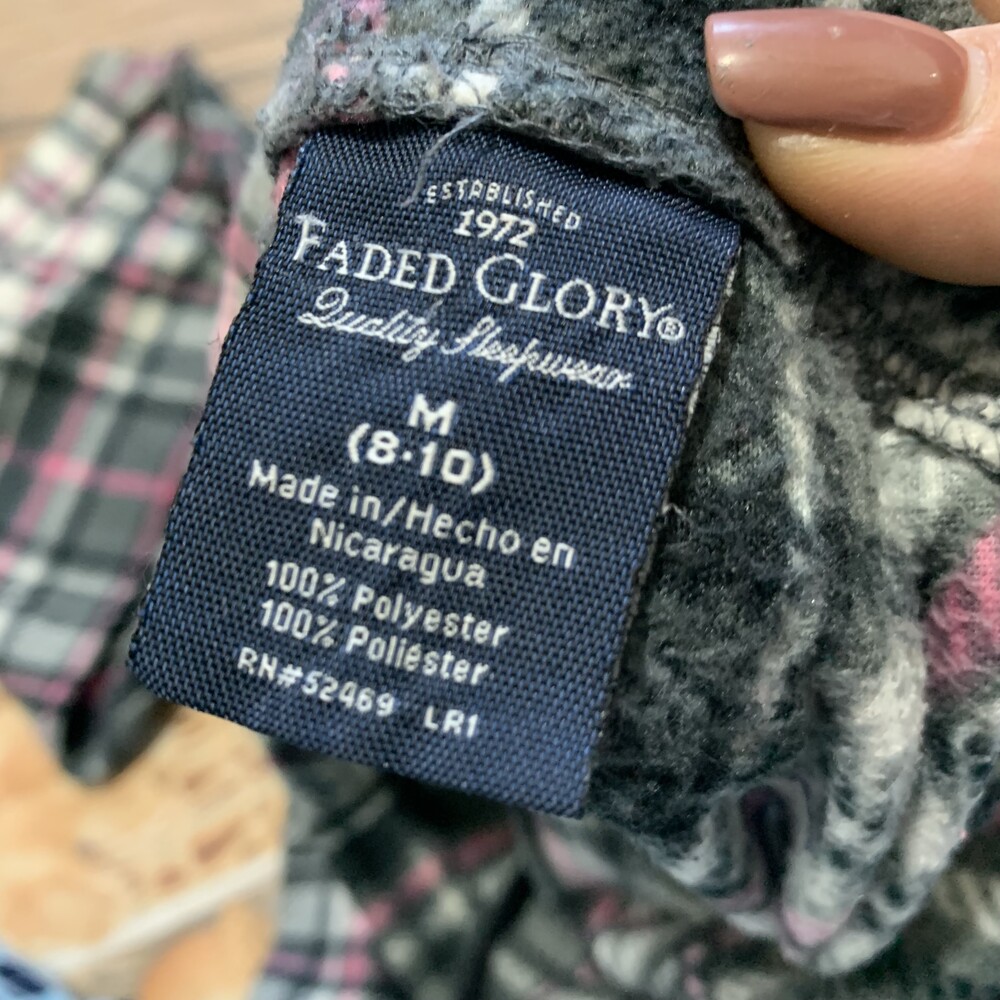 ESTABLISHED
1972
FADED GLORY®
Quality Sleepwear
M
(8-10)
Made in/Hecho en
Nicaragua
100% Polyester
100% Poliéster
RN#52469 LR1